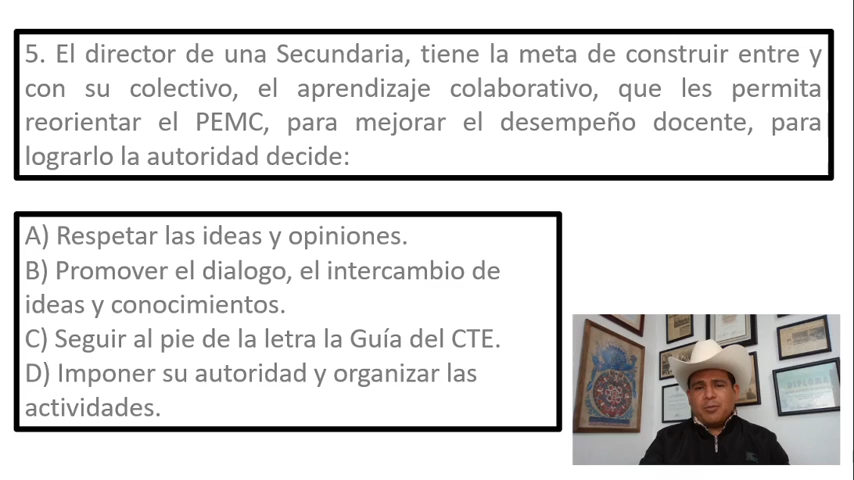 5. El director de una Secundaria, tiene la meta de construir entre y
con su colectivo, el aprendizaje colaborativo, que les permita
reorientar el PEMC, para mejorar el desempeño docente, para
lograrlo la autoridad decide:
A) Respetar las ideas y opiniones.
B) Promover el dialogo, el intercambio de
ideas y conocimientos.
C) Seguir al pie de la letra la Guía del CTE.
D) Imponer su autoridad y organizar las
actividades.